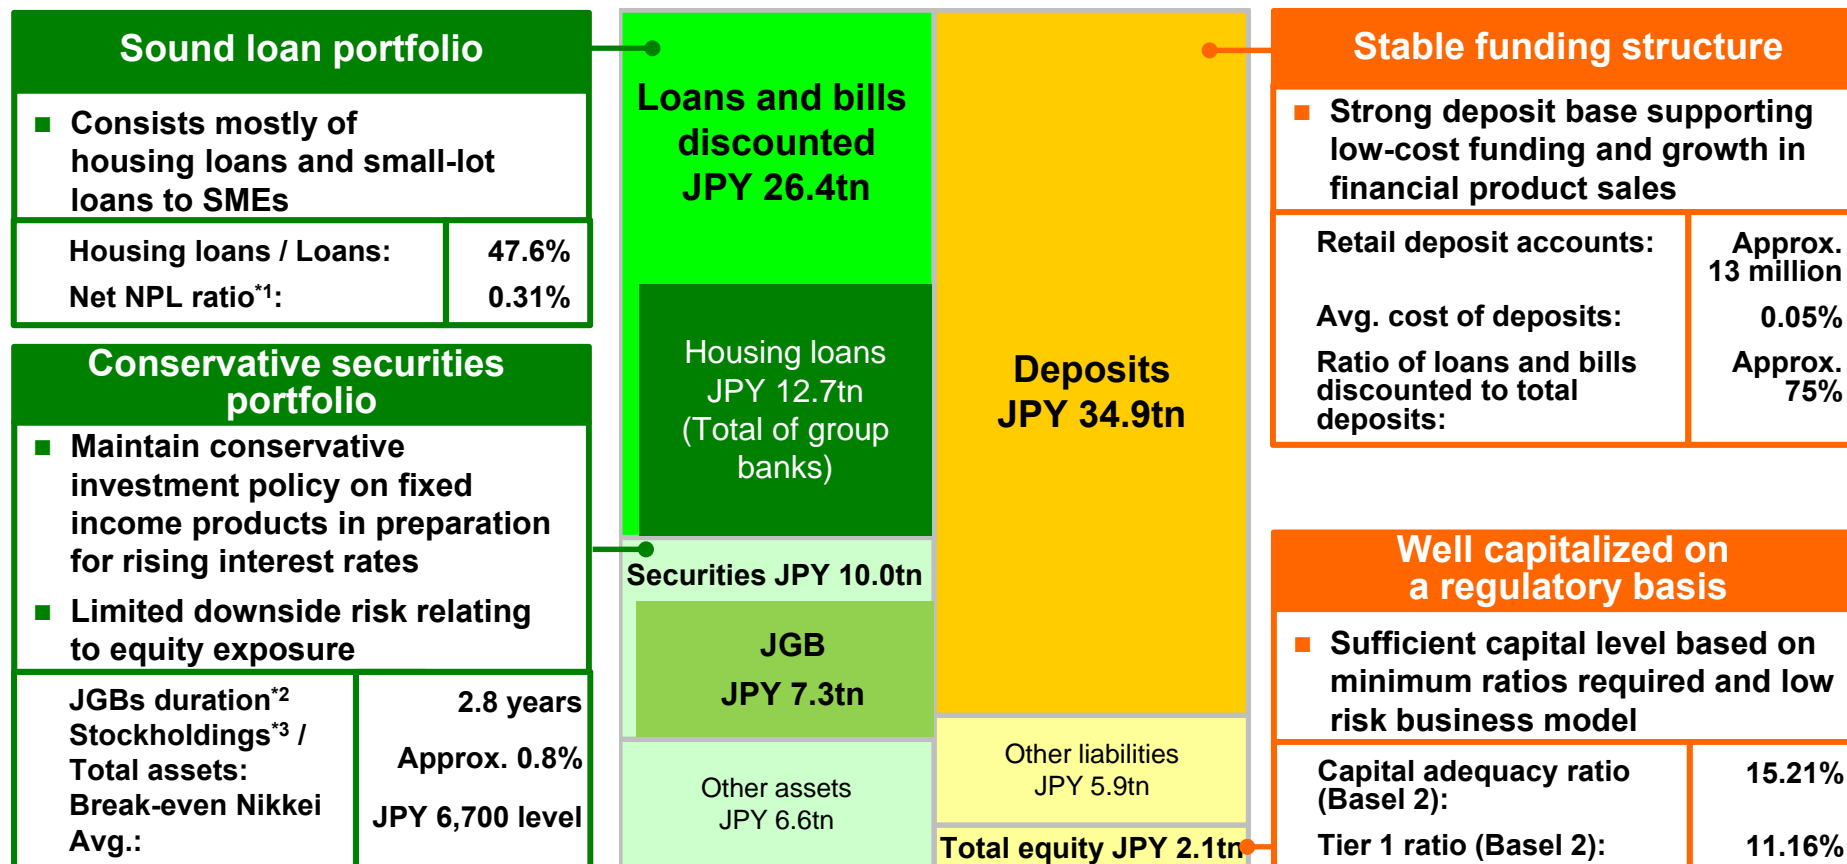 Sound loan portfolio
■ Consists mostly of
housing loans and small-lot
loans to SMEs
Housing loans / Loans: 47.6%
Net NPL ratio*1: 0.31%
Conservative securities
portfolio
■ Maintain conservative
investment policy on fixed
income products in preparation
for rising interest rates
■ Limited downside risk relating
to equity exposure
JGBs duration*2 2.8 years
Stockholdings*3 /
Total assets: Approx. 0.8%
Break-even Nikkei
Avg.: JPY 6,700 level
Loans and bills
discounted
JPY 26.4tn
Housing loans
JPY 12.7tn
(Total of group
banks)
Securities JPY 10.0tn
JGB
JPY 7.3tn
Other assets
JPY 6.6tn
Deposits
JPY 34.9tn
Other liabilities
JPY 5.9tn
Total equity JPY 2.1tn
Stable funding structure
■ Strong deposit base supporting
low-cost funding and growth in
financial product sales
Retail deposit accounts: Approx.
13 million
Avg. cost of deposits: 0.05%
Ratio of loans and bills Approx.
discounted to total 75%
deposits:
Well capitalized on
a regulatory basis
■ Sufficient capital level based on
minimum ratios required and low
risk business model
Capital adequacy ratio 15.21%
(Basel 2):
Tier 1 ratio (Basel 2): 11.16%